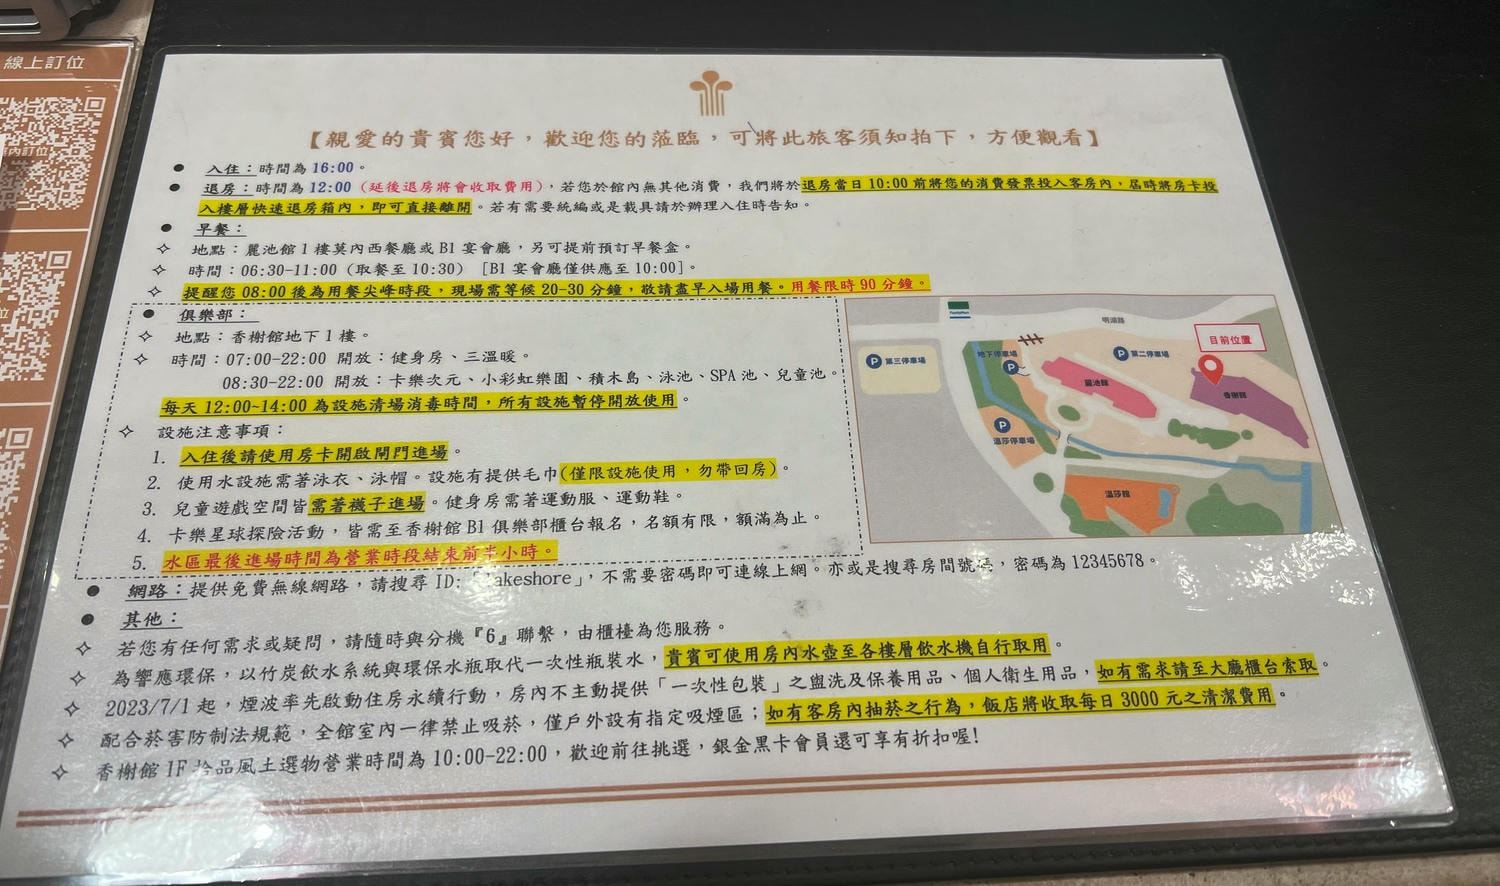 線上訂位
內訂位
位
【親愛的貴賓您好，歡迎您的蒞臨，可將此旅客須知拍下，方便觀看】
● 入住：時間為 16:00。
● 退房：時間為 12:00（延後退房將會收取費用），若您於館內無其他消費，我們將於退房當日 10:00 前將您的消費發票投入客房內，屆時將房卡投
入樓層快速退房箱內，即可直接離開。若有需要統編或是載具請於辦理入住時告知。
● 早餐：
✧ 地點：麗池館 1 樓莫內西餐廳或 B1 宴會廳，另可提前預訂早餐盒。
✧ 時間：06:30-11:00（取餐至 10:30） [B1 宴會廳僅供應至 10:00]。
✧ 提醒您 08:00 後為用餐尖峰時段，現場需等候 20-30 分鐘，敬請盡早入場用餐。用餐限時 90 分鐘。
● 俱樂部：
✧ 地點：香榭館地下 1 樓。
✧ 時間：07:00-22:00 開放：健身房、三溫暖。
08:30-22:00 開放：卡樂次元、小彩虹樂園、積木島、泳池、SPA 池、兒童池。
每天 12:00~14:00 為設施清場消毒時間，所有設施暫停開放使用。
✧ 設施注意事項：
1. 入住後請使用房卡開啟閘門進場。
2. 使用水設施需著泳衣、泳帽。設施有提供毛巾(僅限設施使用，勿帶回房)。
3. 兒童遊戲空間皆需著襪子進場。健身房需著運動服、運動鞋。
4. 卡樂星球探險活動，皆需至香榭館 B1 俱樂部櫃台報名，名額有限，額滿為止。
5. 水區最後進場時間為營業時段結束前半小時。
FamilyMart
明湖路
目前位置
P 第三停車場
地下停車場
P
P 第二停車場
麗池館
香榭館
P
溫莎停車場
溫莎館
● 網路：提供免費無線網路，請搜尋 ID:「lakeshore」，不需要密碼即可連線上網。亦或是搜尋房間號碼，密碼為 12345678。
● 其他：
✧ 若您有任何需求或疑問，請隨時與分機『6』聯繫，由櫃檯為您服務。
✧ 為響應環保，以竹炭飲水系統與環保水瓶取代一次性瓶裝水，貴賓可使用房內水壺至各樓層飲水機自行取用。
✧ 2023/7/1 起，煙波率先啟動住房永續行動，房內不主動提供「一次性包裝」之盥洗及保養用品、個人衛生用品，如有需求請至大廳櫃台索取。
✧ 配合菸害防制法規範，全館室內一律禁止吸菸，僅戶外設有指定吸煙區；如有客房內抽菸之行為，飯店將收取每日 3000 元之清潔費用。
✧ 香榭館 1F 拾品風土選物營業時間為 10:00-22:00，歡迎前往挑選，銀金黑卡會員還可享有折扣喔!